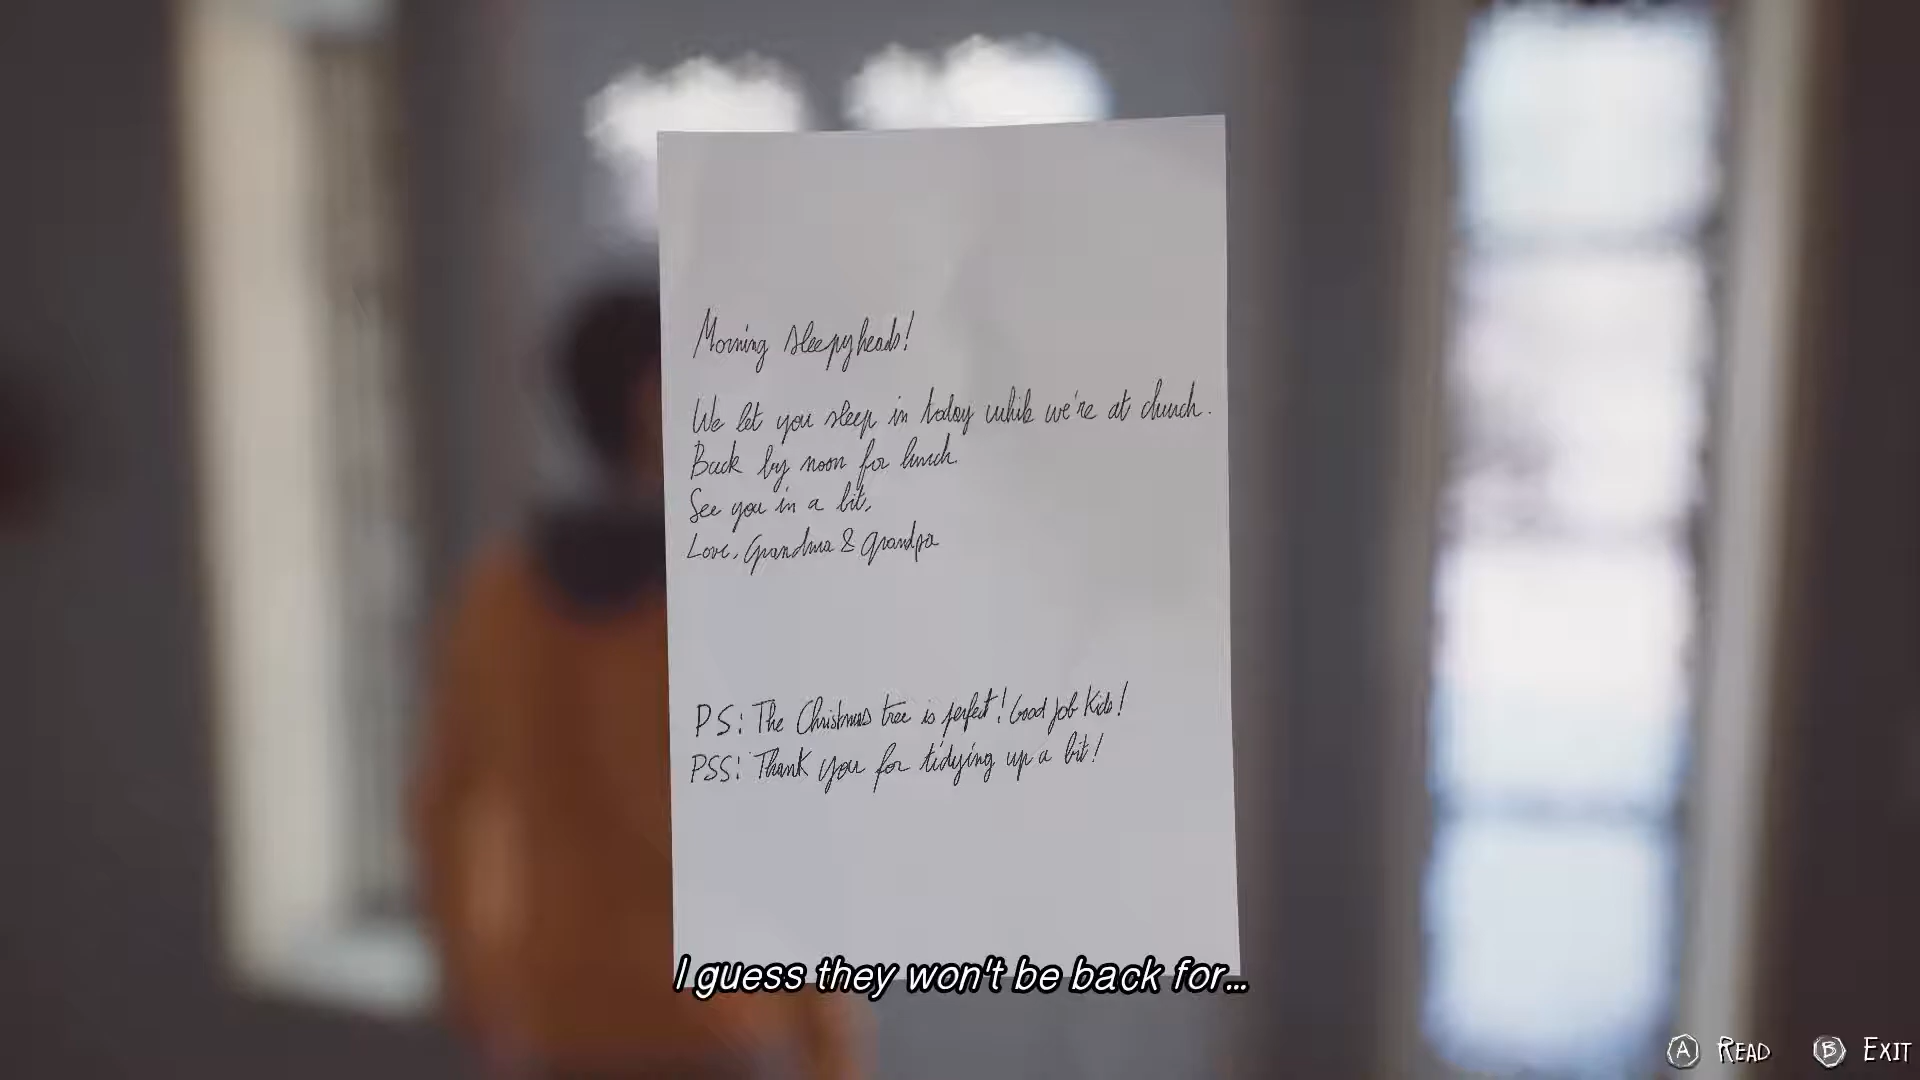 Morning sleepyheads!
We let you sleep in today while we're at church.
Back by noon for lunch.
See you in a bit,
Love, Grandma & Grandpa
PS: The Christmas tree is perfect! Good job Kids!
PSS: Thank you for tidying up a bit!
I guess they won't be back for...
A READ B EXIT